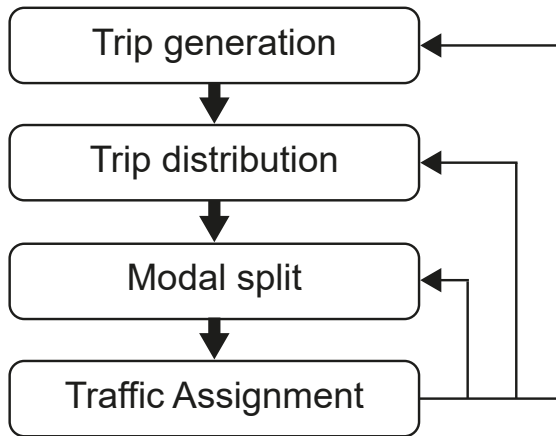 Trip generation
Trip distribution
Modal split
Traffic Assignment